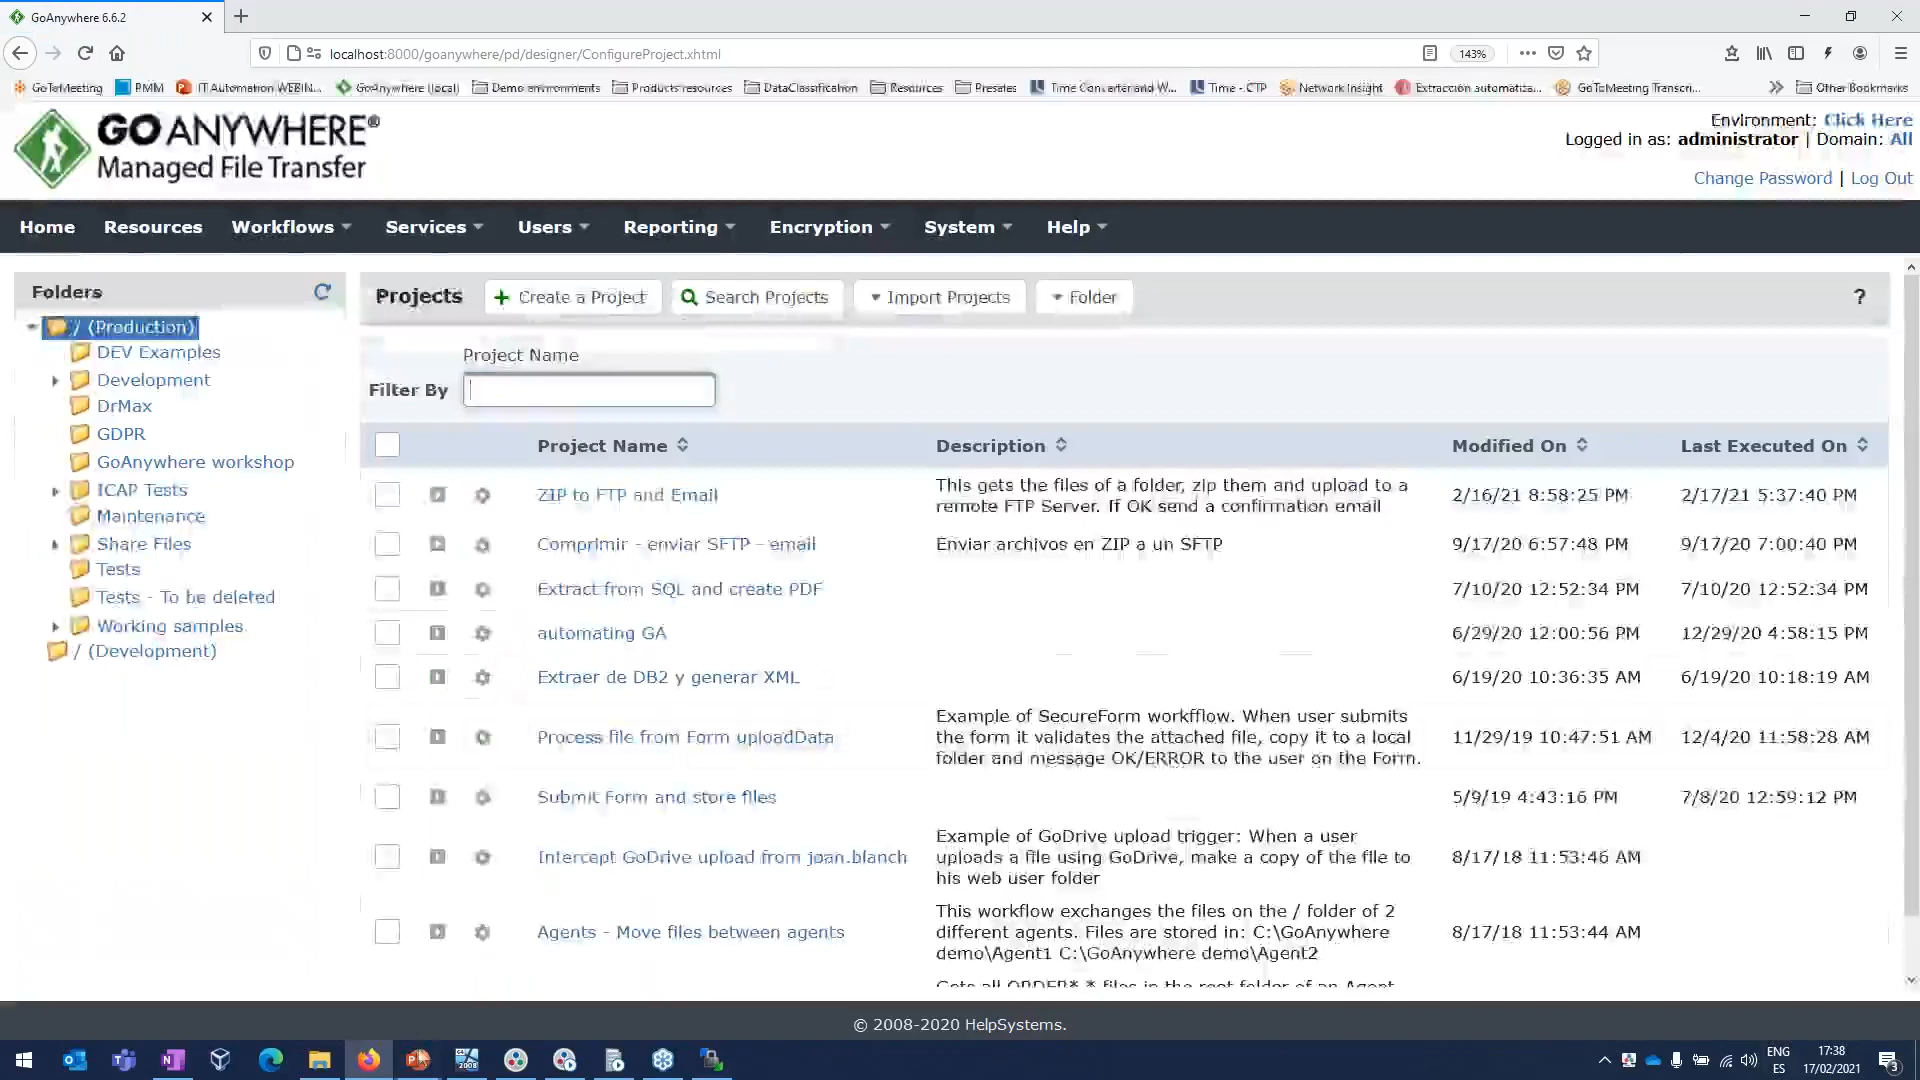 GoAnywhere 6.6.2
localhost:8000/goanywhere/pd/designer/ConfigureProject.xhtml
143%
GoToMeeting
PMM
IT Automation WEBIN...
GoAnywhere (local)
Demo environments
Products resources
DataClassification
Resources
Presales
Time Converter and W...
Time - CTP
Network Insight
Extracción automatiza...
GoToMeeting Transcri...
Other Bookmarks
GO ANYWHERE®
Managed File Transfer
Environment: Click Here
Logged in as: administrator | Domain: All
Change Password | Log Out
Home
Resources
Workflows
Services
Users
Reporting
Encryption
System
Help
Folders
/ (Production)
DEV Examples
Development
DrMax
GDPR
GoAnywhere workshop
ICAP Tests
Maintenance
Share Files
Tests
Tests - To be deleted
Working samples
/ (Development)
Projects
Create a Project
Search Projects
Import Projects
Folder
?
Project Name
Filter By
Project Name
Description
Modified On
Last Executed On
ZIP to FTP and Email
This gets the files of a folder, zip them and upload to a
remote FTP Server. If OK send a confirmation email
2/16/21 8:58:25 PM
2/17/21 5:37:40 PM
Comprimir - enviar SFTP - email
Enviar archivos en ZIP a un SFTP
9/17/20 6:57:48 PM
9/17/20 7:00:40 PM
Extract from SQL and create PDF
7/10/20 12:52:34 PM
7/10/20 12:52:34 PM
automating GA
6/29/20 12:00:56 PM
12/29/20 4:58:15 PM
Extraer de DB2 y generar XML
6/19/20 10:36:35 AM
6/19/20 10:18:19 AM
Process file from Form uploadData
Example of SecureForm workfflow. When user submits
the form it validates the attached file, copy it to a local
folder and message OK/ERROR to the user on the Form.
11/29/19 10:47:51 AM
12/4/20 11:58:28 AM
Submit Form and store files
5/9/19 4:43:16 PM
7/8/20 12:59:12 PM
Intercept GoDrive upload from joan.blanch
Example of GoDrive upload trigger: When a user
uploads a file using GoDrive, make a copy of the file to
his web user folder
8/17/18 11:53:46 AM
Agents - Move files between agents
This workflow exchanges the files on the / folder of 2
different agents. Files are stored in: C:\GoAnywhere
demo\Agent1 C:\GoAnywhere demo\Agent2
8/17/18 11:53:44 AM
Gets all ORDER*.* files in the root folder of an Agent
© 2008-2020 HelpSystems.
2008
ENG
ES
17:38
17/02/2021
3